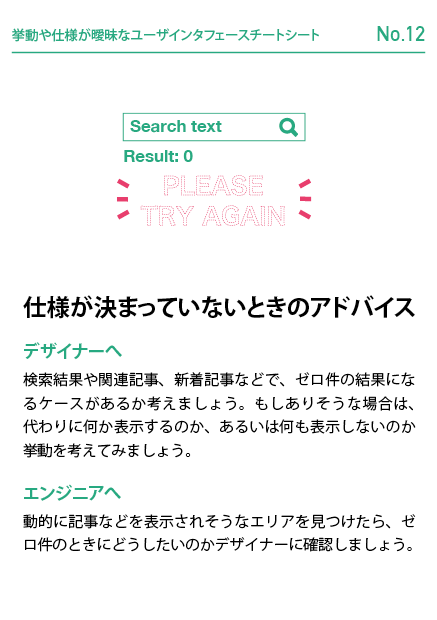 挙動や仕様が曖昧なユーザインタフェースチートシート No.12
Search text
Result: 0
PLEASE
TRY AGAIN
仕様が決まっていないときのアドバイス
デザイナーへ
検索結果や関連記事、新着記事などで、ゼロ件の結果にな
るケースがあるか考えましょう。もしありそうな場合は、
代わりに何か表示するのか、あるいは何も表示しないのか
挙動を考えてみましょう。
エンジニアへ
動的に記事などを表示されそうなエリアを見つけたら、ゼ
ロ件のときにどうしたいのかデザイナーに確認しましょう。